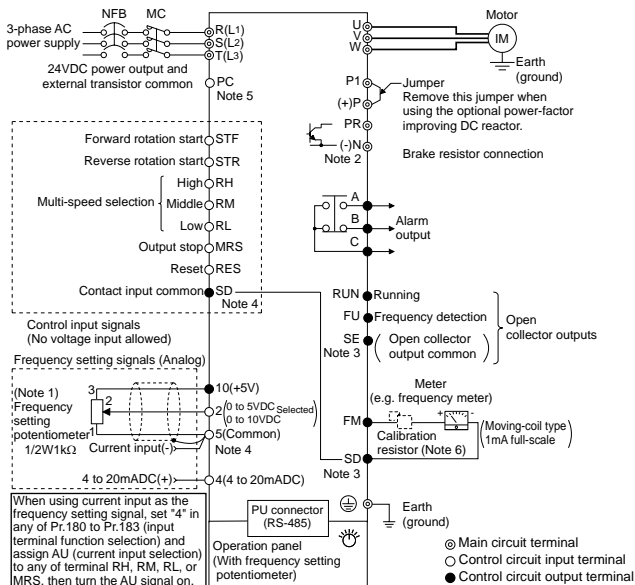 NFB MC
3-phase AC
power supply
R(L1)
S(L2)
T(L3)
24VDC power output and
external transistor common
PC
Note 5
Forward rotation start STF
Reverse rotation start STR
Multi-speed selection
High RH
Middle RM
Low RL
Output stop MRS
Reset RES
Contact input common SD
Note 4
Control input signals
(No voltage input allowed)
Frequency setting signals (Analog)
(Note 1)
Frequency
setting
potentiometer
1/2W1kΩ
3
2
1
10(+5V)
2 (0 to 5VDC Selected
0 to 10VDC)
5(Common)
Current input(-)
Note 4
4 to 20mADC(+)
4(4 to 20mADC)
When using current input as the
frequency setting signal, set "4" in
any of Pr.180 to Pr.183 (input
terminal function selection) and
assign AU (current input selection)
to any of terminal RH, RM, RL, or
MRS, then turn the AU signal on.
PU connector
(RS-485)
Operation panel
(With frequency setting
potentiometer)
U
V
W
Motor
IM
Earth
(ground)
P1
(+)P
Jumper
Remove this jumper when
using the optional power-factor
improving DC reactor.
PR
(-)N
Note 2
Brake resistor connection
A
B
C
Alarm
output
RUN Running
FU Frequency detection
SE
Note 3
(Open collector
output common)
Open
collector outputs
Meter
(e.g. frequency meter)
FM
+ -
(Moving-coil type
1mA full-scale)
Calibration
resistor (Note 6)
SD
Note 3
Earth
(ground)
Main circuit terminal
Control circuit input terminal
Control circuit output terminal